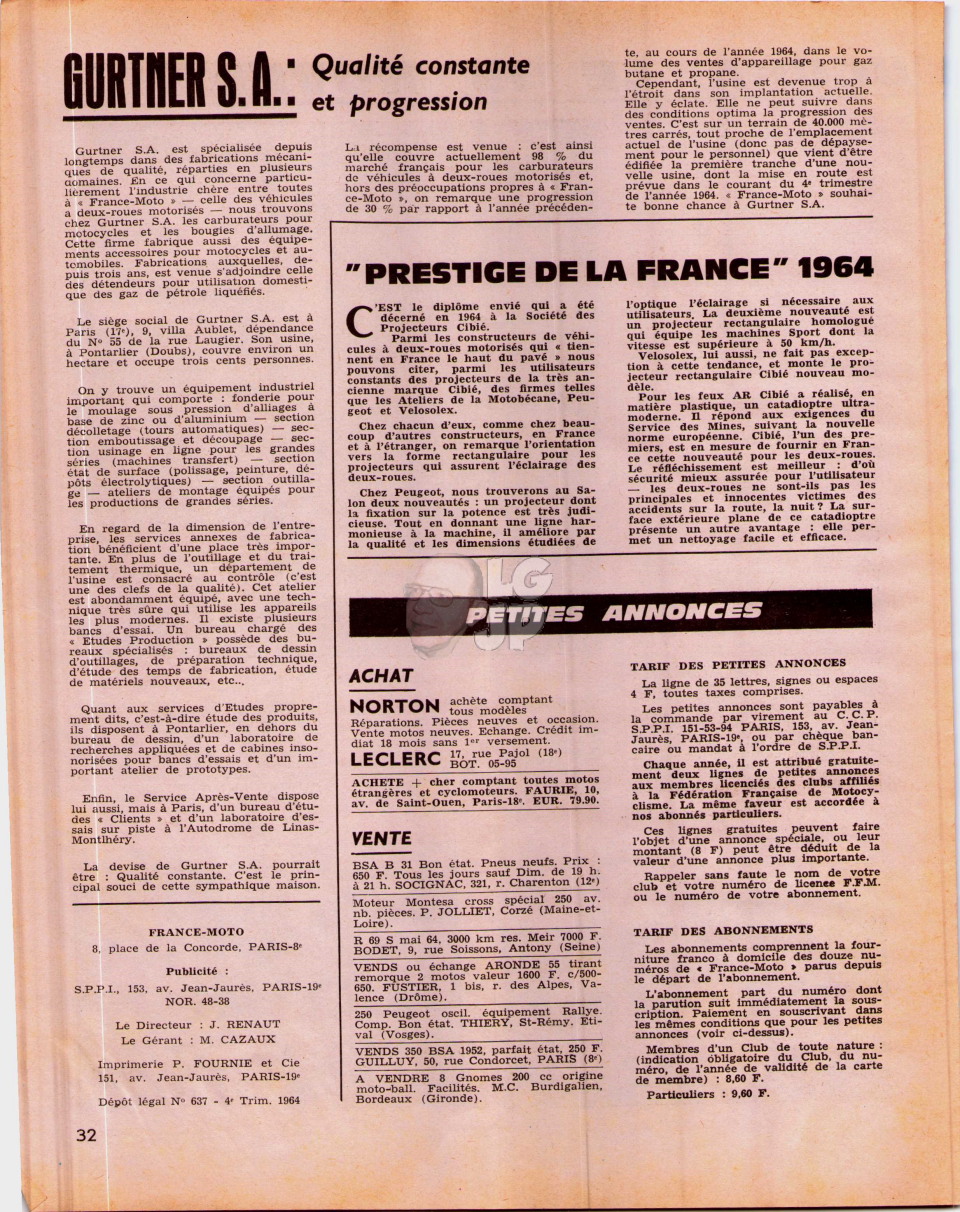 GURTNER S.A. :
Qualité constante
et progression
Gurtner S.A. est spécialisée depuis
longtemps dans des fabrications mécani-
ques de qualité, réparties en plusieurs
domaines. En ce qui concerne particu-
lièrement l'industrie chère entre toutes
à « France-Moto » — celle des véhicules
à deux-roues motorisés — nous trouvons
chez Gurtner S.A. les carburateurs pour
motocycles et les bougies d'allumage.
Cette firme fabrique aussi des équipe-
ments accessoires pour motocycles et au-
tomobiles. Fabrications auxquelles, de-
puis trois ans, est venue s'adjoindre celle
des détendeurs pour utilisation domesti-
que des gaz de pétrole liquéfiés.
Le siège social de Gurtner S.A. est à
Paris (17e), 9, villa Aublet, dépendance
du N° 55 de la rue Laugier. Son usine,
à Pontarlier (Doubs), couvre environ un
hectare et occupe trois cents personnes.
On y trouve un équipement industriel
important qui comporte : fonderie pour
le moulage sous pression d'alliages à
base de zinc ou d'aluminium — section
décolletage (tours automatiques) — sec-
tion emboutissage et découpage — sec-
tion usinage en ligne pour les grandes
séries (machines transfert) — section
état de surface (polissage, peinture, dé-
pôts électrolytiques) — section outilla-
ge — ateliers de montage équipés pour
les productions de grandes séries.
En regard de la dimension de l'entre-
prise, les services annexes de fabrica-
tion bénéficient d'une place très impor-
tante. En plus de l'outillage et du trai-
tement thermique, un département de
l'usine est consacré au contrôle (c'est
une des clefs de la qualité). Cet atelier
est abondamment équipé, avec une tech-
nique très sûre qui utilise les appareils
les plus modernes. Il existe plusieurs
bancs d'essai. Un bureau chargé des
« Etudes Production » possède des bu-
reaux spécialisés : bureaux de dessin
d'outillages, de préparation technique,
d'étude des temps de fabrication, étude
de matériels nouveaux, etc...
Quant aux services d'Etudes propre-
ment dits, c'est-à-dire étude des produits,
ils disposent à Pontarlier, en dehors du
bureau de dessin, d'un laboratoire de
recherches appliquées et de cabines inso-
norisées pour bancs d'essais et d'un im-
portant atelier de prototypes.
Enfin, le Service Après-Vente dispose
lui aussi, mais à Paris, d'un bureau d'étu-
des « Clients » et d'un laboratoire d'es-
sais sur piste à l'Autodrome de Linas-
Montlhéry.
La devise de Gurtner S.A. pourrait
être : Qualité constante. C'est le prin-
cipal souci de cette sympathique maison.
La récompense est venue : c'est ainsi
qu'elle couvre actuellement 98 % du
marché français pour les carburateurs
de véhicules à deux-roues motorisés et,
hors des préoccupations propres à « Fran-
ce-Moto », on remarque une progression
de 30 % par rapport à l'année précéden-
te, au cours de l'année 1964, dans le vo-
lume des ventes d'appareillage pour gaz
butane et propane.
Cependant, l'usine est devenue trop à
l'étroit dans son implantation actuelle.
Elle y éclate. Elle ne peut suivre dans
des conditions optima la progression des
ventes. C'est sur un terrain de 40.000 mè-
tres carrés, tout proche de l'emplacement
actuel de l'usine (donc pas de dépayse-
ment pour le personnel) que vient d'être
édifiée la première tranche d'une nou-
velle usine, dont la mise en route est
prévue dans le courant du 4e trimestre
de l'année 1964. « France-Moto » souhai-
te bonne chance à Gurtner S.A.
"PRESTIGE DE LA FRANCE" 1964
C'EST le diplôme envié qui a été
décerné en 1964 à la Société des
Projecteurs Cibié.
Parmi les constructeurs de véhi-
cules à deux-roues motorisés qui « tien-
nent en France le haut du pavé » nous
pouvons citer, parmi les utilisateurs
constants des projecteurs de la très an-
cienne marque Cibié, des firmes telles
que les Ateliers de la Motobécane, Peu-
geot et Velosolex.
Chez chacun d'eux, comme chez beau-
coup d'autres constructeurs, en France
et à l'étranger, on remarque l'orientation
vers la forme rectangulaire pour les
projecteurs qui assurent l'éclairage des
deux-roues.
Chez Peugeot, nous trouverons au Sa-
lon deux nouveautés : un projecteur dont
la fixation sur la potence est très judi-
cieuse. Tout en donnant une ligne har-
monieuse à la machine, il améliore par
la qualité et les dimensions étudiées de
l'optique l'éclairage si nécessaire aux
utilisateurs. La deuxième nouveauté est
un projecteur rectangulaire homologué
qui équipe les machines Sport dont la
vitesse est supérieure à 50 km/h.
Velosolex, lui aussi, ne fait pas excep-
tion à cette tendance, et monte le pro-
jecteur rectangulaire Cibié nouveau mo-
dèle.
Pour les feux AR Cibié a réalisé, en
matière plastique, un catadioptre ultra-
moderne. Il répond aux exigences du
Service des Mines, suivant la nouvelle
norme européenne. Cibié, l'un des pre-
miers, est en mesure de fournir en Fran-
ce cette nouveauté pour les deux-roues.
Le réfléchissement est meilleur : d'où
sécurité mieux assurée pour l'utilisateur
— les deux-roues ne sont-ils pas les
principales et innocentes victimes des
accidents sur la route, la nuit ? La sur-
face extérieure plane de ce catadioptre
présente un autre avantage : elle per-
met un nettoyage facile et efficace.
LG
JP
PETITES ANNONCES
ACHAT
NORTON achète comptant
tous modèles
Réparations. Pièces neuves et occasion.
Vente motos neuves. Echange. Crédit im-
diat 18 mois sans 1er versement.
LECLERC 17, rue Pajol (18e)
BOT. 05-95
ACHETE + cher comptant toutes motos
étrangères et cyclomoteurs. FAURIE, 10,
av. de Saint-Ouen, Paris-18e. EUR. 79.90.
VENTE
BSA B 31 Bon état. Pneus neufs. Prix :
650 F. Tous les jours sauf Dim. de 19 h.
à 21 h. SOCIGNAC, 321, r. Charenton (12e)
Moteur Montesa cross spécial 250 av.
nb. pièces. P. JOLLIET, Corzé (Maine-et-
Loire).
R 69 S mai 64, 3000 km res. Meir 7000 F.
BODET, 9, rue Soissons, Antony (Seine)
VENDS ou échange ARONDE 55 tirant
remorque 2 motos valeur 1600 F. c/500-
650. FUSTIER, 1 bis, r. des Alpes, Va-
lence (Drôme).
250 Peugeot oscil. équipement Rallye.
Comp. Bon état. THIERY, St-Rémy. Eti-
val (Vosges).
VENDS 350 BSA 1952, parfait état, 250 F.
GUILLUY, 50, rue Condorcet, PARIS (8e)
A VENDRE 8 Gnomes 200 cc origine
moto-ball. Facilités. M.C. Burdigalien,
Bordeaux (Gironde).
TARIF DES PETITES ANNONCES
La ligne de 35 lettres, signes ou espaces
4 F, toutes taxes comprises.
Les petites annonces sont payables à
la commande par virement au C.C.P.
S.P.P.I. 151-53-94 PARIS, 153, av. Jean-
Jaurès, PARIS-19e, ou par chèque ban-
caire ou mandat à l'ordre de S.P.P.I.
Chaque année, il est attribué gratuite-
ment deux lignes de petites annonces
aux membres licenciés des clubs affiliés
à la Fédération Française de Motocy-
clisme. La même faveur est accordée à
nos abonnés particuliers.
Ces lignes gratuites peuvent faire
l'objet d'une annonce spéciale, ou leur
montant (8 F) peut être déduit de la
valeur d'une annonce plus importante.
Rappeler sans faute le nom de votre
club et votre numéro de licence F.F.M.
ou le numéro de votre abonnement.
TARIF DES ABONNEMENTS
Les abonnements comprennent la four-
niture franco à domicile des douze nu-
méros de « France-Moto » parus depuis
le départ de l'abonnement.
L'abonnement part du numéro dont
la parution suit immédiatement la sous-
cription. Paiement en souscrivant dans
les mêmes conditions que pour les petites
annonces (voir ci-dessus).
Membres d'un Club de toute nature :
(indication obligatoire du Club, du nu-
méro, de l'année de validité de la carte
de membre) : 8,60 F.
Particuliers : 9,60 F.
FRANCE-MOTO
8, place de la Concorde, PARIS-8e
Publicité :
S.P.P.I., 153, av. Jean-Jaurès, PARIS-19e
NOR. 48-38
Le Directeur : J. RENAUT
Le Gérant : M. CAZAUX
Imprimerie P. FOURNIE et Cie
151, av. Jean-Jaurès, PARIS-19e
Dépôt légal N° 637 - 4e Trim. 1964
32